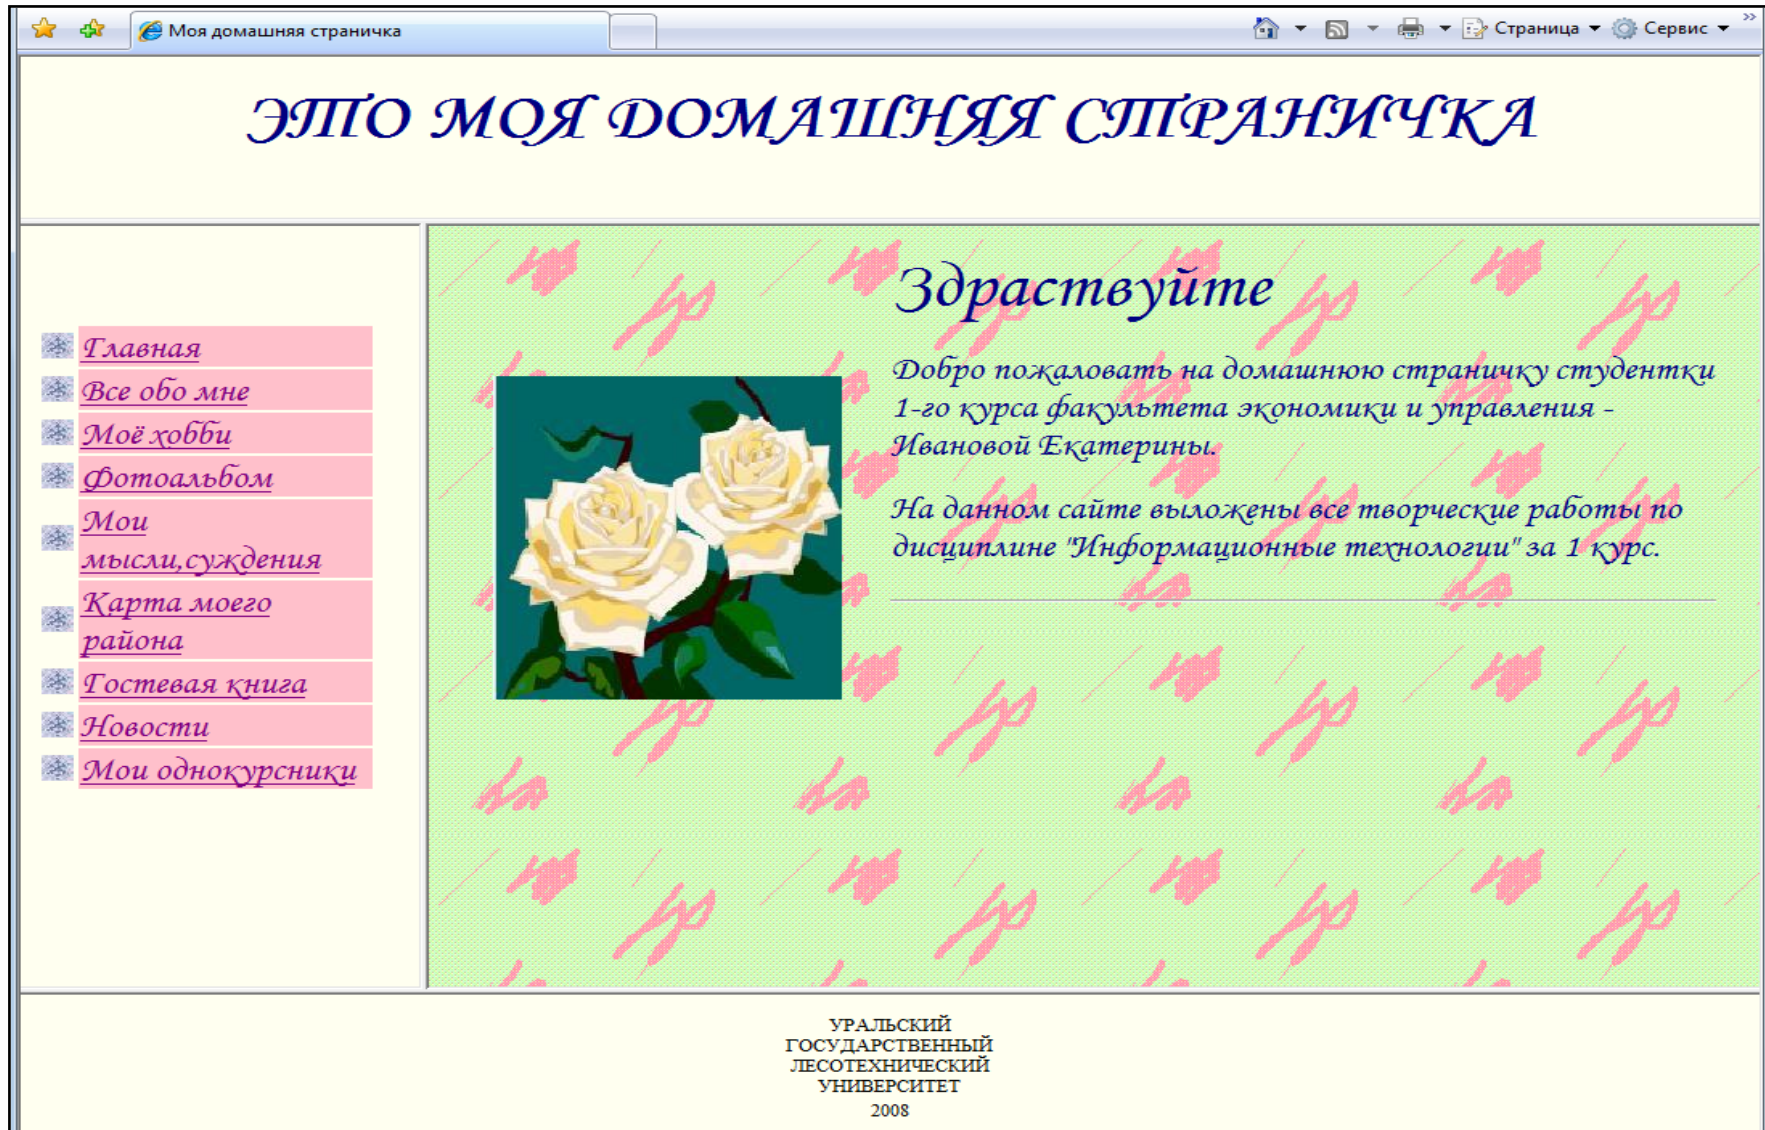 Моя домашняя страничка
Страница
Сервис
ЭТО МОЯ ДОМАШНЯЯ СТРАНИЧКА
Главная
Все обо мне
Моё хобби
Фотоальбом
Мои
мысли,суждения
Карта моего
района
Гостевая книга
Новости
Мои однокурсники
Здраствуйте
Добро пожаловать на домашнюю страничку студентки
1-го курса факультета экономики и управления -
Ивановой Екатерины.
На данном сайте выложены все творческие работы по
дисциплине "Информационные технологии" за 1 курс.
УРАЛЬСКИЙ
ГОСУДАРСТВЕННЫЙ
ЛЕСОТЕХНИЧЕСКИЙ
УНИВЕРСИТЕТ
2008